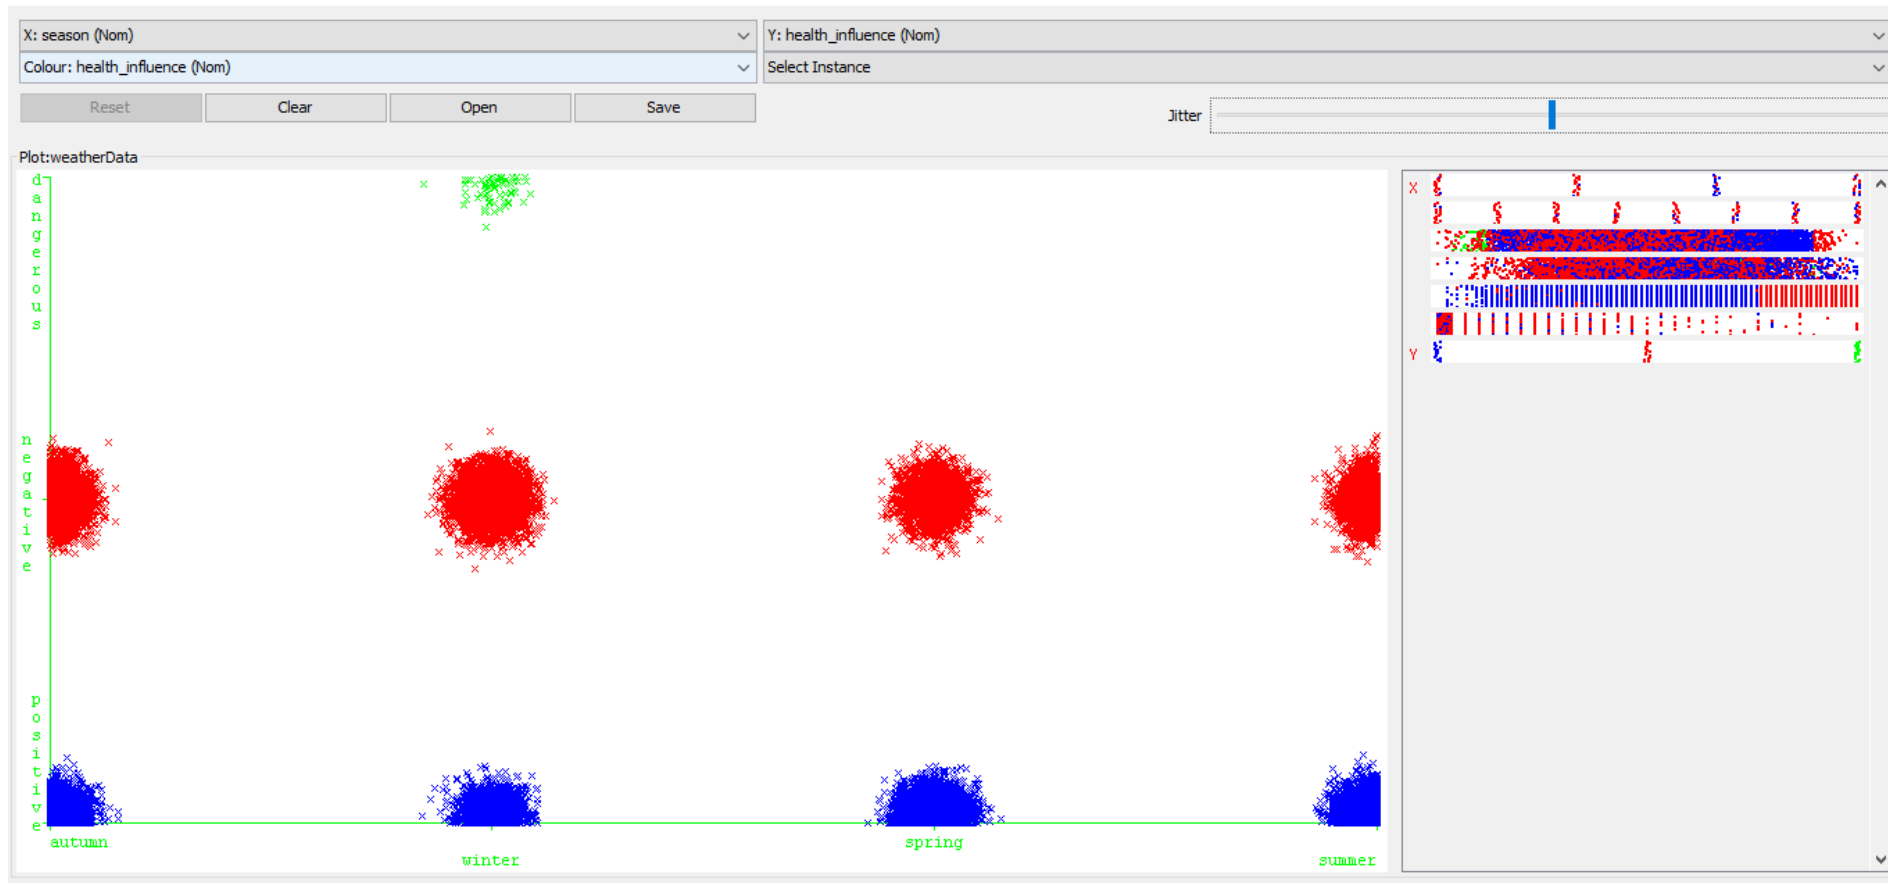 X: season (Nom)
Y: health_influence (Nom)
Colour: health_influence (Nom)
Select Instance
Reset
Clear
Open
Save
Jitter
Plot:weatherData
dangerous
negative
positive
autumn
winter
spring
summer
X
Y